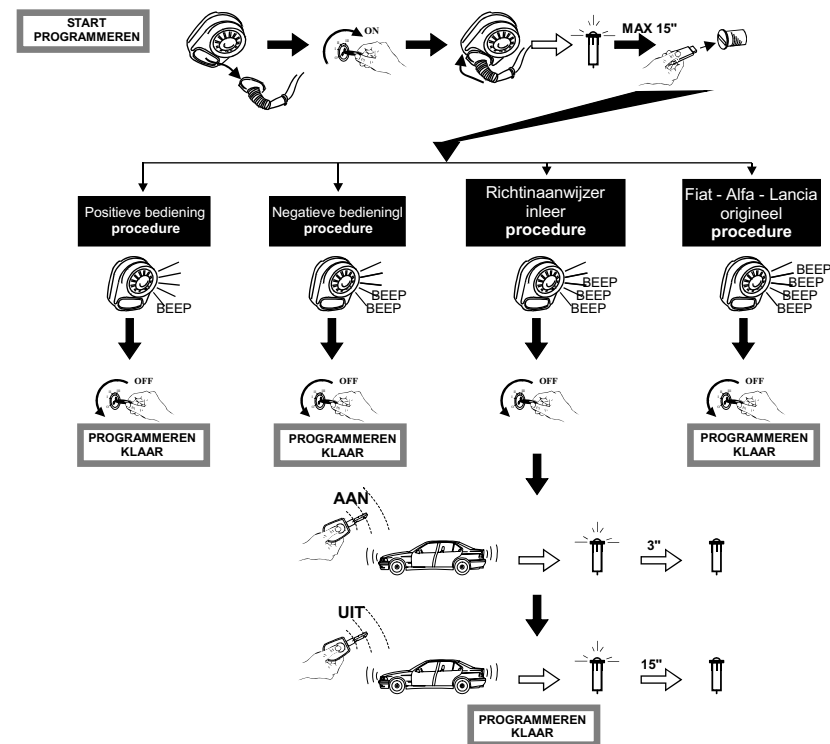 START
PROGRAMMEREN
ON
MAX 15"
Positieve bediening
procedure
Negatieve bedieningl
procedure
Richtinaanwijzer
inleer
procedure
Fiat - Alfa - Lancia
origineel
procedure
BEEP
BEEP
BEEP
BEEP
BEEP
BEEP
BEEP
BEEP
BEEP
BEEP
OFF
OFF
OFF
OFF
PROGRAMMEREN
KLAAR
PROGRAMMEREN
KLAAR
PROGRAMMEREN
KLAAR
AAN
3"
UIT
15"
PROGRAMMEREN
KLAAR